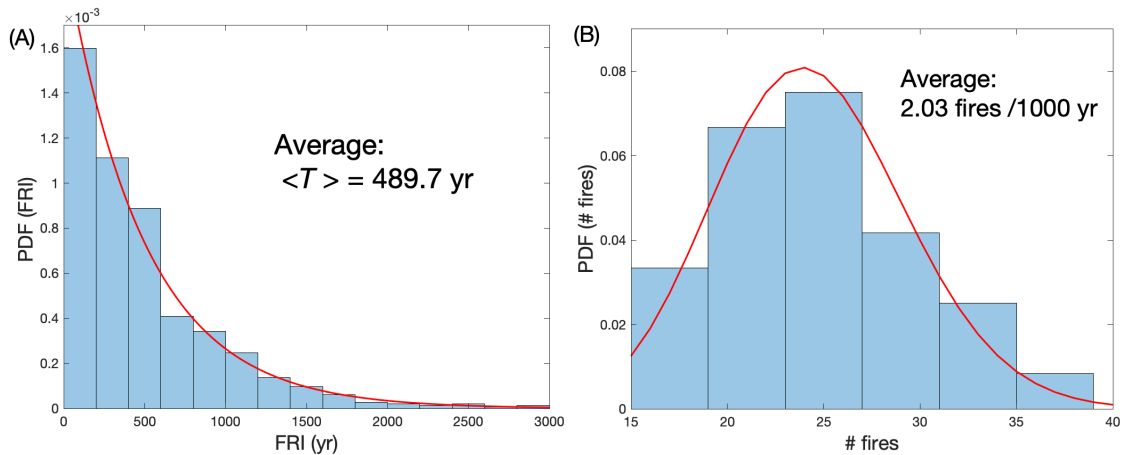 (A)
×10⁻³
1.6
1.4
1.2
1
0.8
0.6
0.4
0.2
0
PDF (FRI)
Average:
<T > = 489.7 yr
0 500 1000 1500 2000 2500 3000
FRI (yr)
(B)
0.08
0.06
0.04
0.02
0
PDF (# fires)
Average:
2.03 fires /1000 yr
15 20 25 30 35 40
# fires